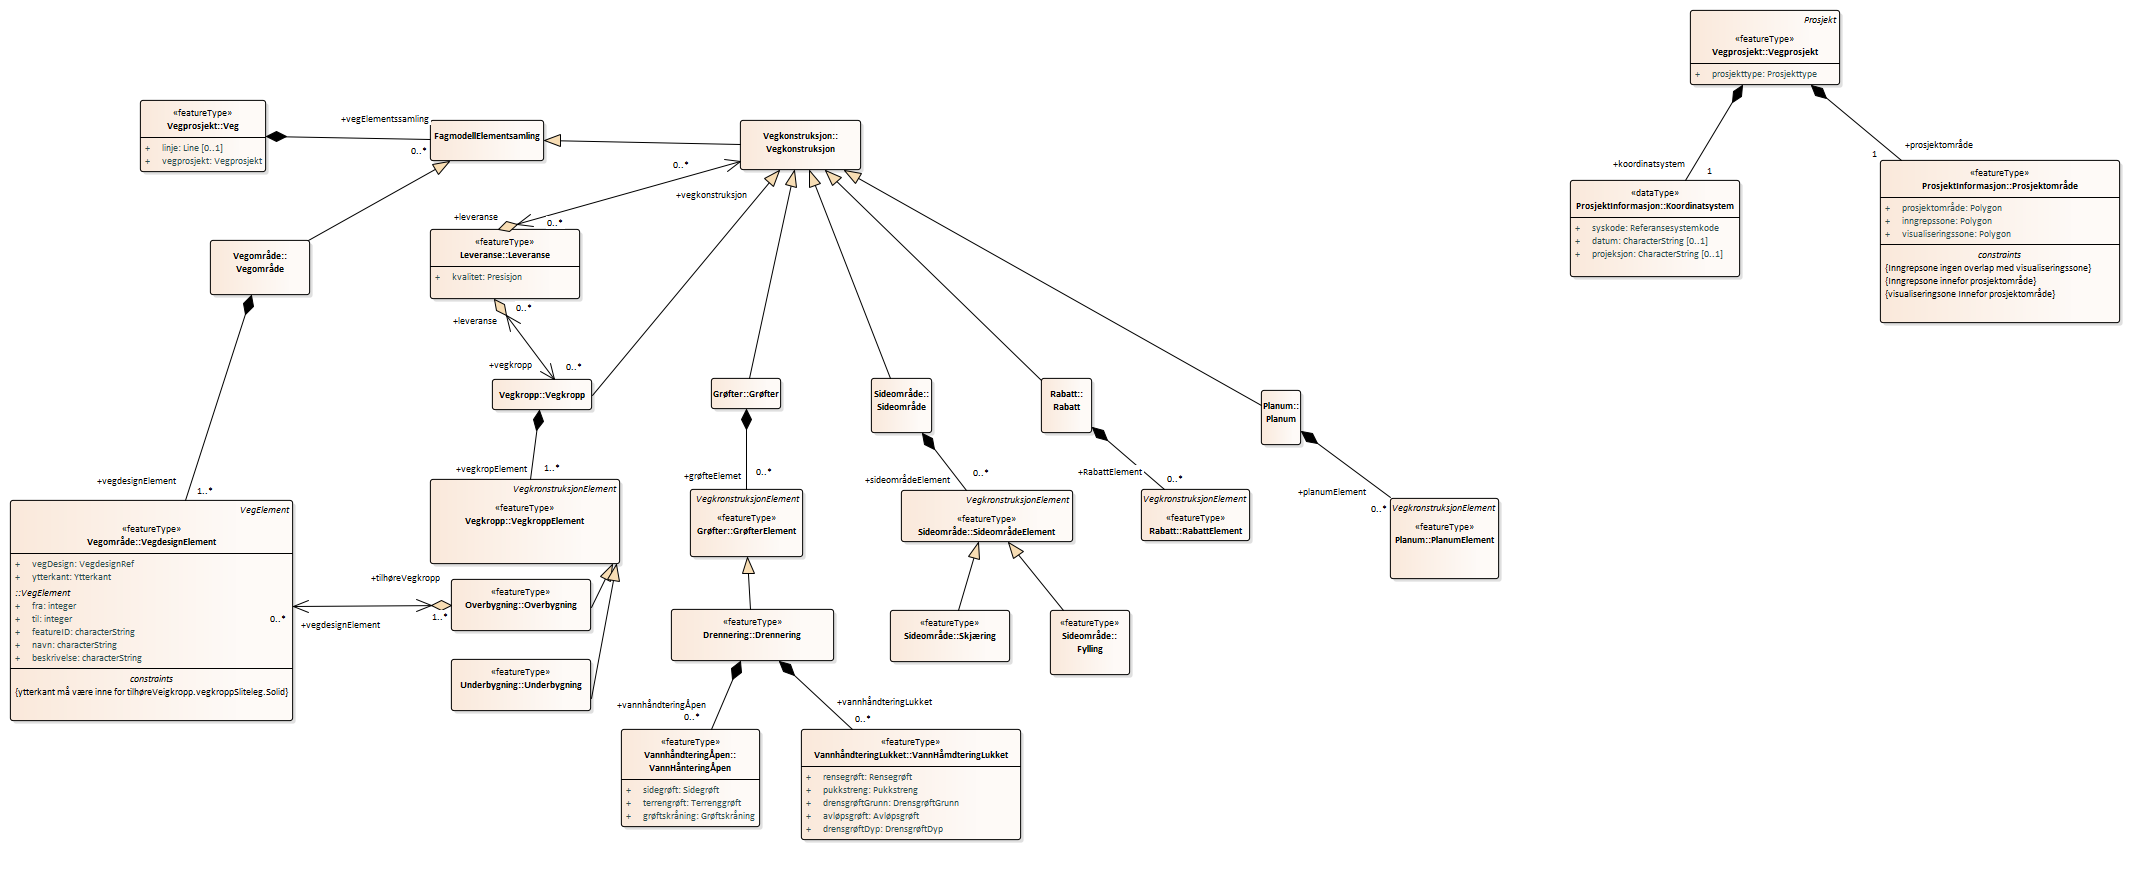 Prosjekt
«featureType»
Vegprosjekt::Vegprosjekt
+ prosjekttype: Prosjekttype
«featureType»
Vegprosjekt::Veg
+ linje: Line [0..1]
+ vegprosjekt: Vegprosjekt
+vegElementssamling
0..*
FagmodellElementsamling
Vegkonstruksjon::
Vegkonstruksjon
0..*
+vegkonstruksjon
+leveranse
0..*
«featureType»
Leveranse::Leveranse
+ kvalitet: Presisjon
0..*
+leveranse
+vegkropp
0..*
+koordinatsystem
1
«dataType»
ProsjektInformasjon::Koordinatsystem
+ syskode: Referansesystemkode
+ datum: CharacterString [0..1]
+ projeksjon: CharacterString [0..1]
+prosjektområde
1
«featureType»
ProsjektInformasjon::Prosjektområde
+ prosjektområde: Polygon
+ inngrepssone: Polygon
+ visualiseringssone: Polygon
constraints
{Inngrepsone ingen overlap med visualiseringssone}
{Inngrepsone innefor prosjektområde}
{visualiseringsone Innefor prosjektområde}
Vegområde::
Vegområde
Vegkropp::Vegkropp
Grøfter::Grøfter
Sideområde::
Sideområde
Rabatt::
Rabatt
Planum::
Planum
+vegdesignElement
1..*
+vegkropElement
1..*
+grøfteElemet
0..*
+sideområdeElement
0..*
+RabattElement
0..*
+planumElement
0..*
VegElement
«featureType»
Vegområde::VegdesignElement
+ vegDesign: VegdesignRef
+ ytterkant: Ytterkant
::VegElement
+ fra: integer
+ til: integer
+ featureID: characterString
+ navn: characterString
+ beskrivelse: characterString
constraints
{ytterkant må være inne for tilhøreVeigkropp.vegkroppSliteleg.Solid}
VegkronstruksjonElement
«featureType»
Vegkropp::VegkroppElement
VegkronstruksjonElement
«featureType»
Grøfter::GrøfterElement
VegkronstruksjonElement
«featureType»
Sideområde::SideområdeElement
VegkronstruksjonElement
«featureType»
Rabatt::RabattElement
VegkronstruksjonElement
«featureType»
Planum::PlanumElement
+tilhøreVegkropp
1..*
0..*
+vegdesignElement
«featureType»
Overbygning::Overbygning
«featureType»
Underbygning::Underbygning
«featureType»
Drennering::Drennering
«featureType»
Sideområde::Skjæring
«featureType»
Sideområde::
Fylling
+vannhåndteringÅpen
0..*
+vannhåndteringLukket
0..*
«featureType»
VannhåndteringÅpen::
VannHånteringÅpen
+ sidegrøft: Sidegrøft
+ terrengrøft: Terrenggrøft
+ grøftskråning: Grøftskråning
«featureType»
VannhåndteringLukket::VannHåmdteringLukket
+ rensegrøft: Rensegrøft
+ pukkstreng: Pukkstreng
+ drensgrøftGrunn: DrensgrøftGrunn
+ avløpsgrøft: Avløpsgrøft
+ drensgrøftDyp: DrensgrøftDyp